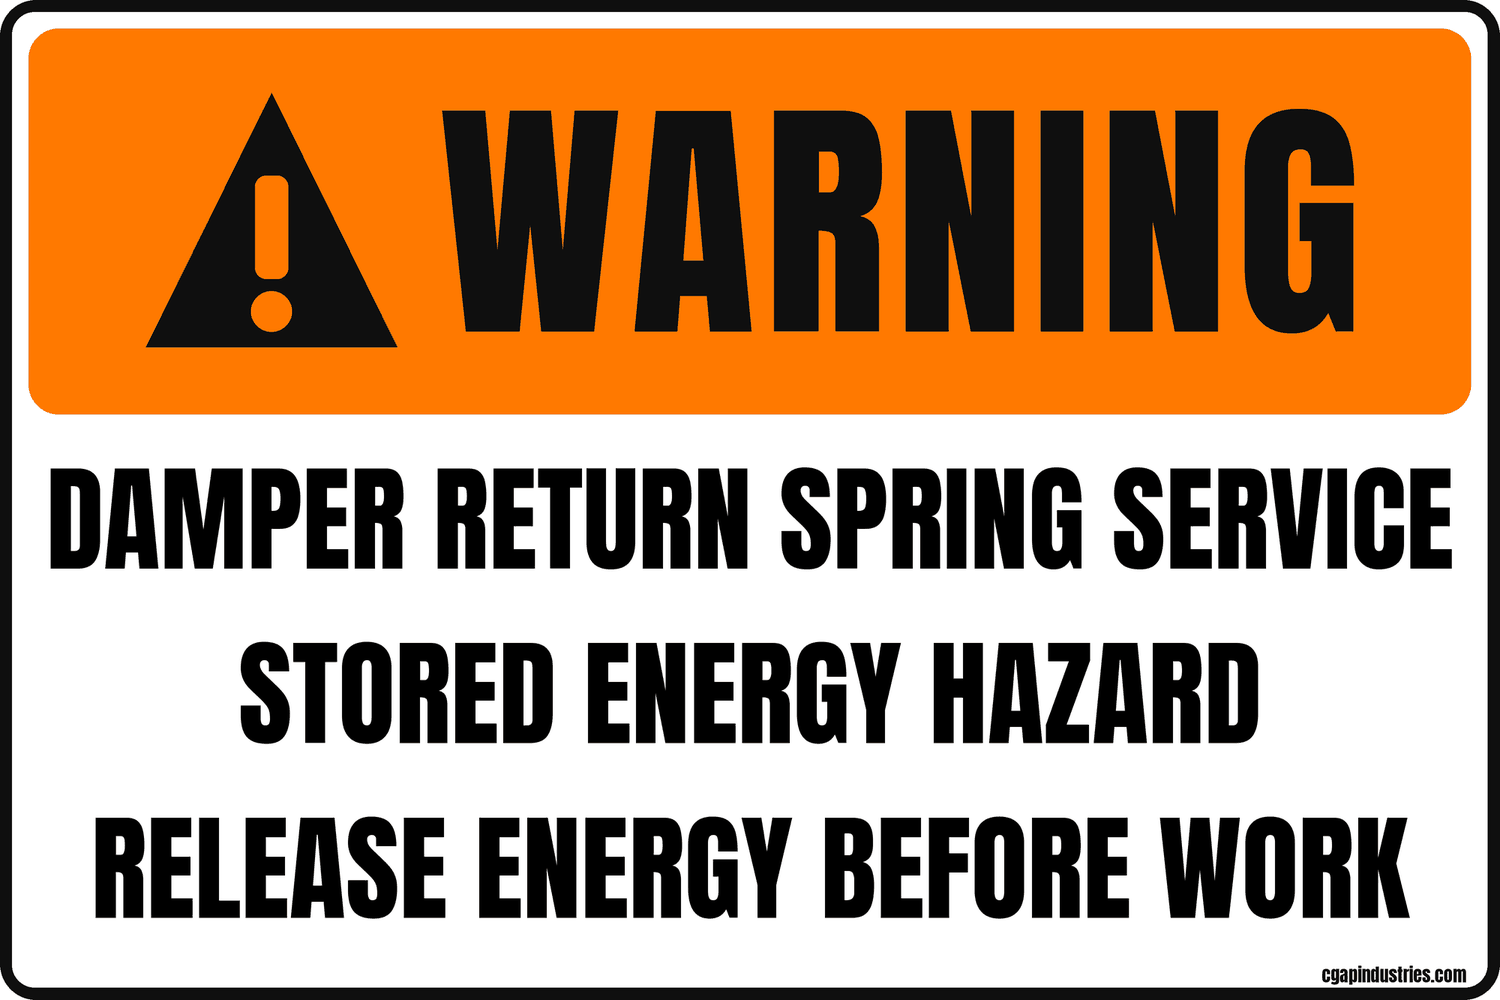 WARNING
DAMPER RETURN SPRING SERVICE
STORED ENERGY HAZARD
RELEASE ENERGY BEFORE WORK
cgapindustries.com